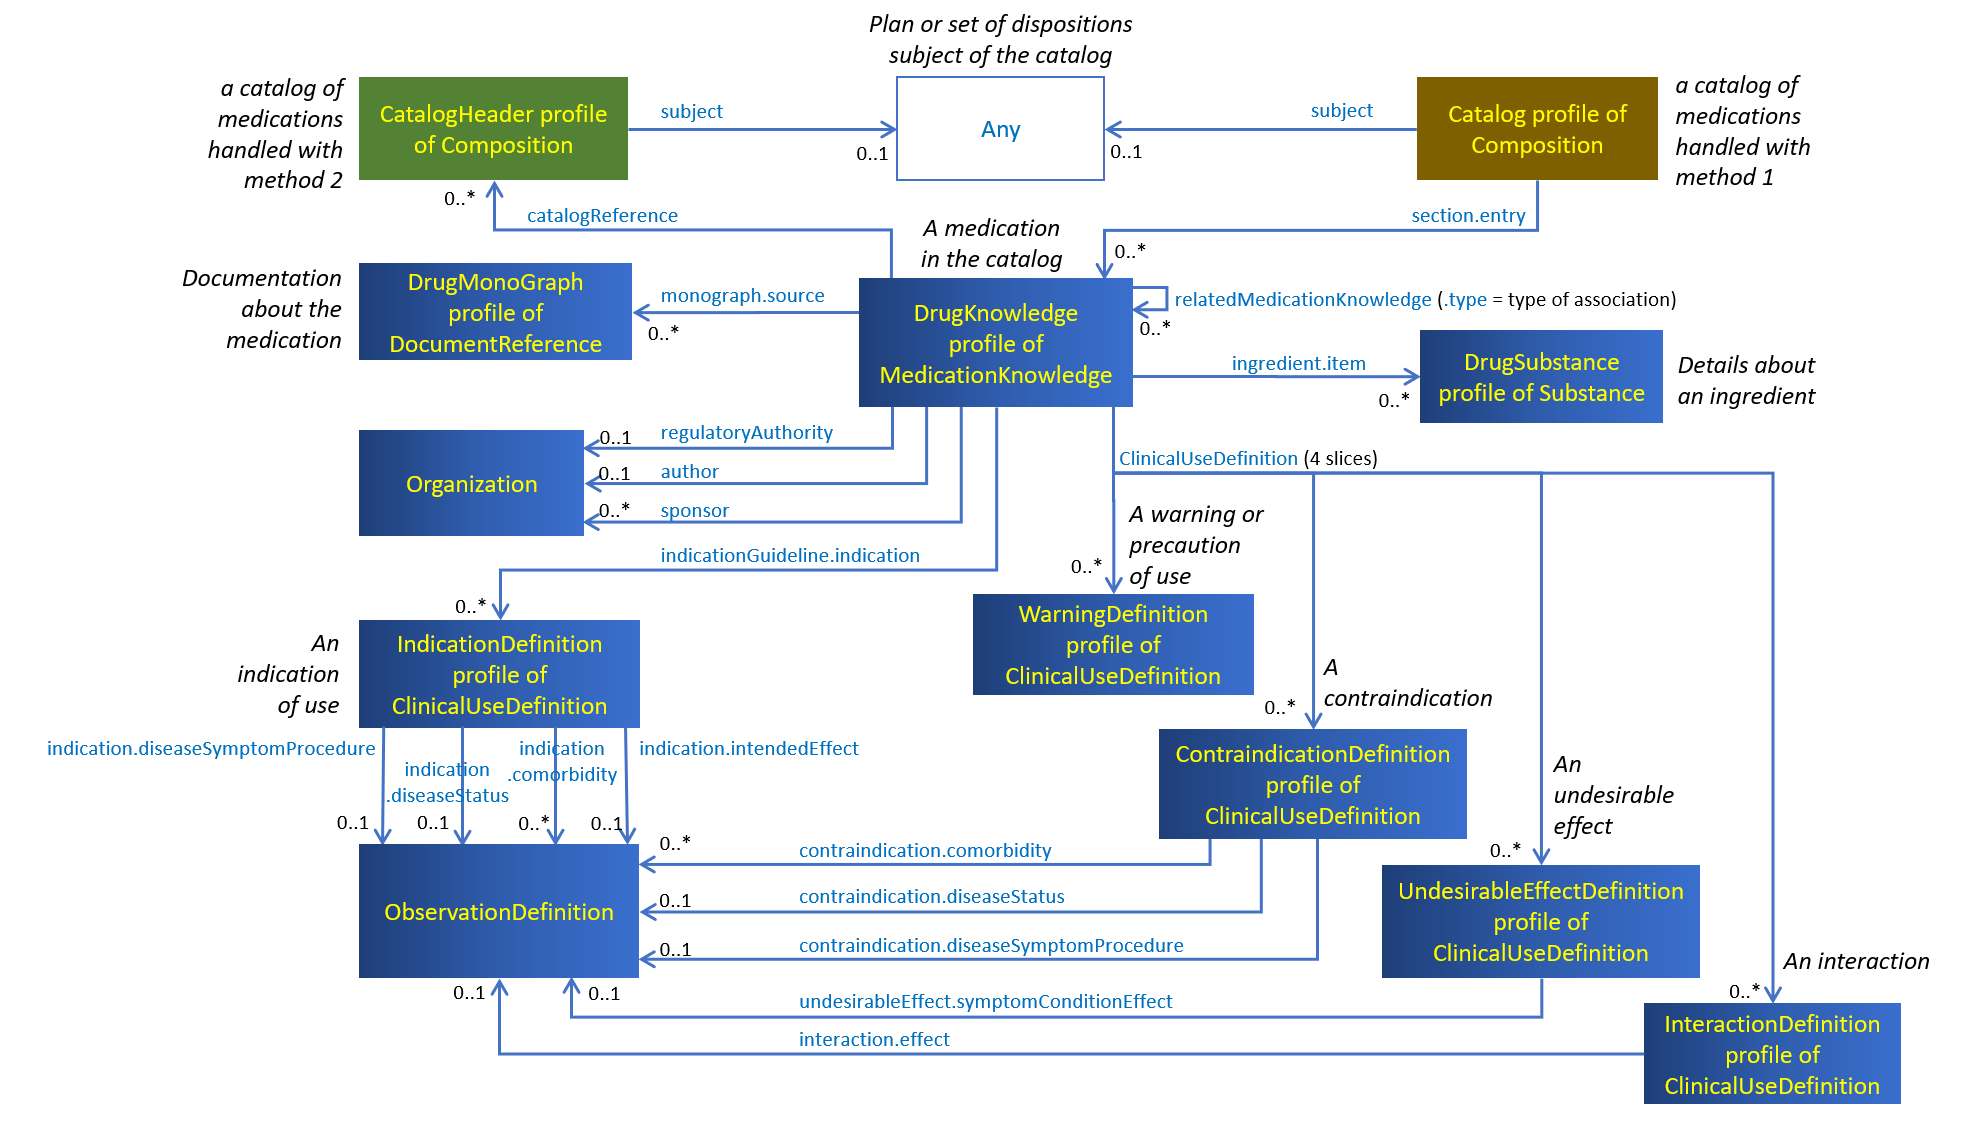 Plan or set of dispositions
subject of the catalog
a catalog of
medications
handled with
method 2
CatalogHeader profile
of Composition
subject
0..1
Any
subject
0..1
Catalog profile of
Composition
a catalog of
medications
handled with
method 1
0..*
catalogReference
A medication
in the catalog
section.entry
0..*
Documentation
about the
medication
DrugMonoGraph
profile of
DocumentReference
monograph.source
0..*
DrugKnowledge
profile of
MedicationKnowledge
relatedMedicationKnowledge (.type = type of association)
0..*
ingredient.item
0..*
DrugSubstance
profile of Substance
Details about
an ingredient
Organization
0..1
regulatoryAuthority
0..1
author
0..*
sponsor
indicationGuideline.indication
0..*
ClinicalUseDefinition (4 slices)
A warning or
precaution
of use
0..*
WarningDefinition
profile of
ClinicalUseDefinition
An
indication
of use
IndicationDefinition
profile of
ClinicalUseDefinition
A
contraindication
0..*
ContraindicationDefinition
profile of
ClinicalUseDefinition
indication.diseaseSymptomProcedure
indication
.diseaseStatus
indication
.comorbidity
indication.intendedEffect
0..1
0..1
0..*
0..1
An
undesirable
effect
0..*
UndesirableEffectDefinition
profile of
ClinicalUseDefinition
ObservationDefinition
0..*
contraindication.comorbidity
0..1
contraindication.diseaseStatus
0..1
contraindication.diseaseSymptomProcedure
0..1
0..1
undesirableEffect.symptomConditionEffect
interaction.effect
An interaction
0..*
InteractionDefinition
profile of
ClinicalUseDefinition